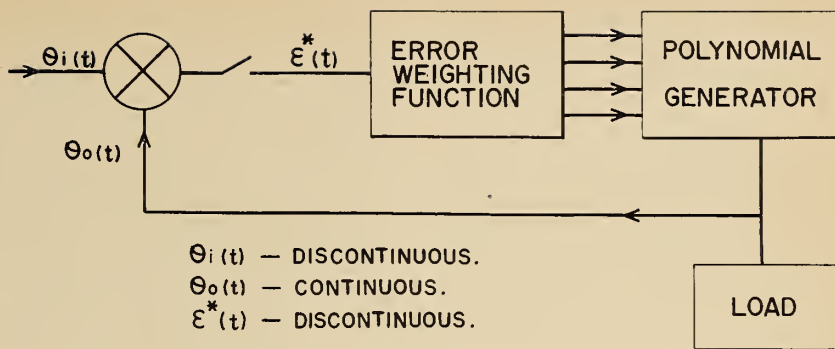 θi(t)
ε*(t)
ERROR
WEIGHTING
FUNCTION
POLYNOMIAL
GENERATOR
θo(t)
θi(t) — DISCONTINUOUS.
θo(t) — CONTINUOUS.
ε*(t) — DISCONTINUOUS.
LOAD